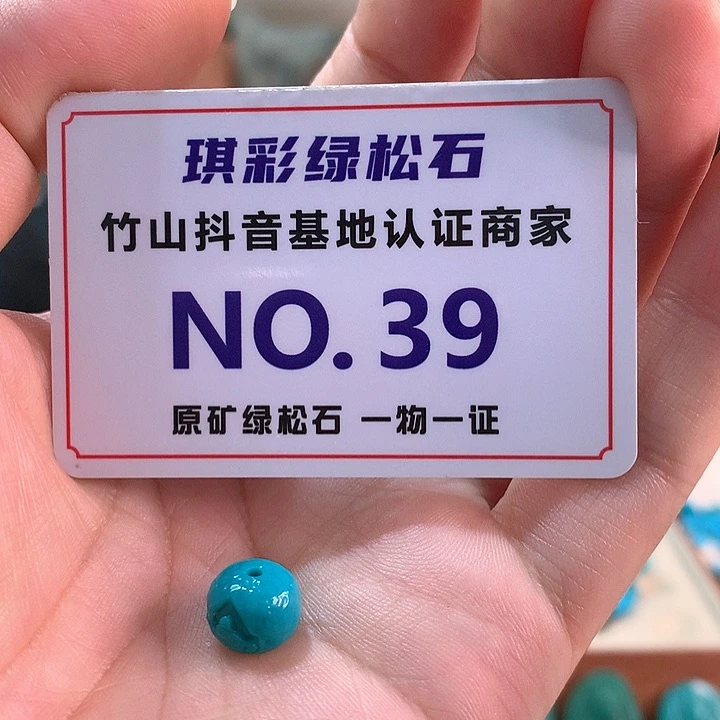 琪彩绿松石
竹山抖音基地认证商家
NO. 39
原矿绿松石 一物一证